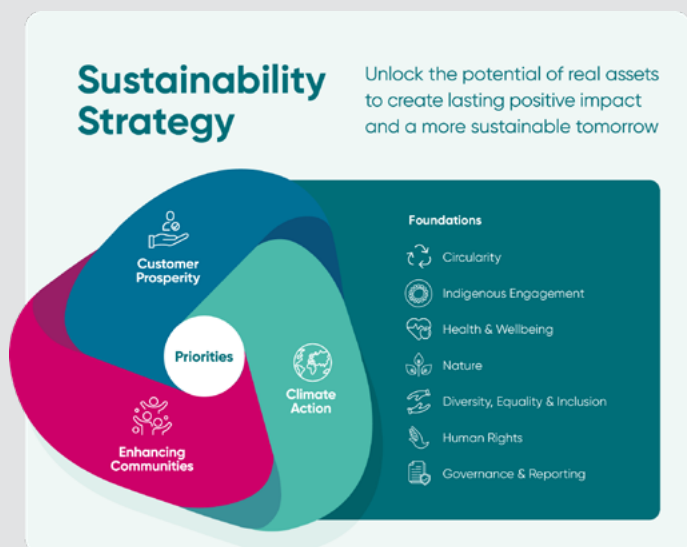 Sustainability
Strategy
Unlock the potential of real assets
to create lasting positive impact
and a more sustainable tomorrow
Customer
Prosperity
Priorities
Climate
Action
Enhancing
Communities
Foundations
Circularity
Indigenous Engagement
Health & Wellbeing
Nature
Diversity, Equality & Inclusion
Human Rights
Governance & Reporting